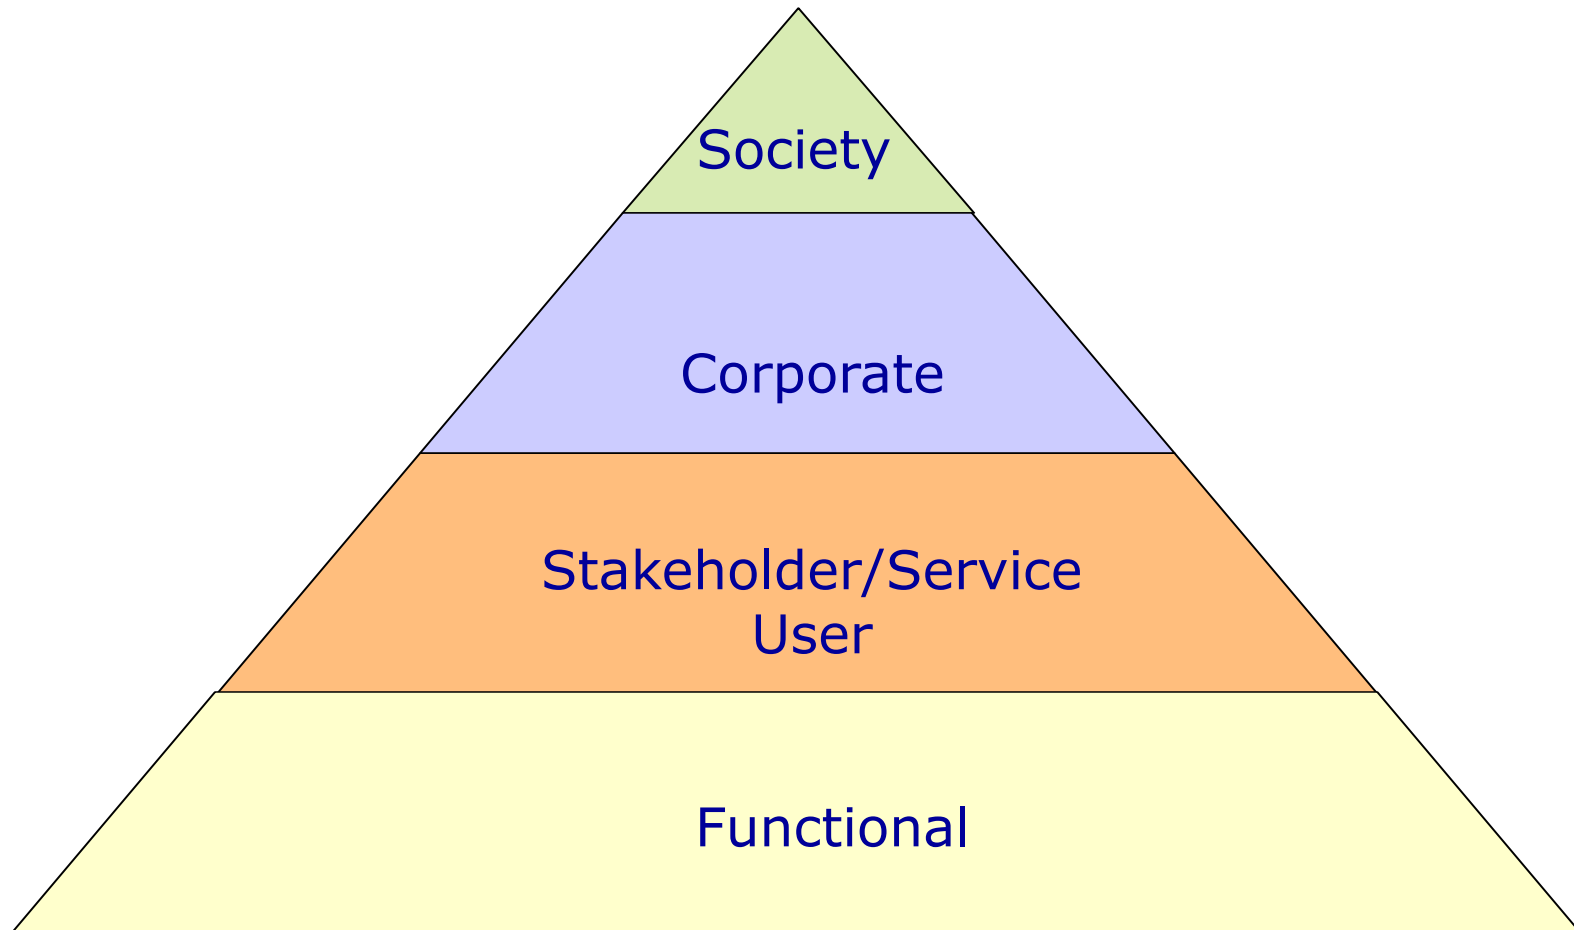 Society
Corporate
Stakeholder/Service
User
Functional